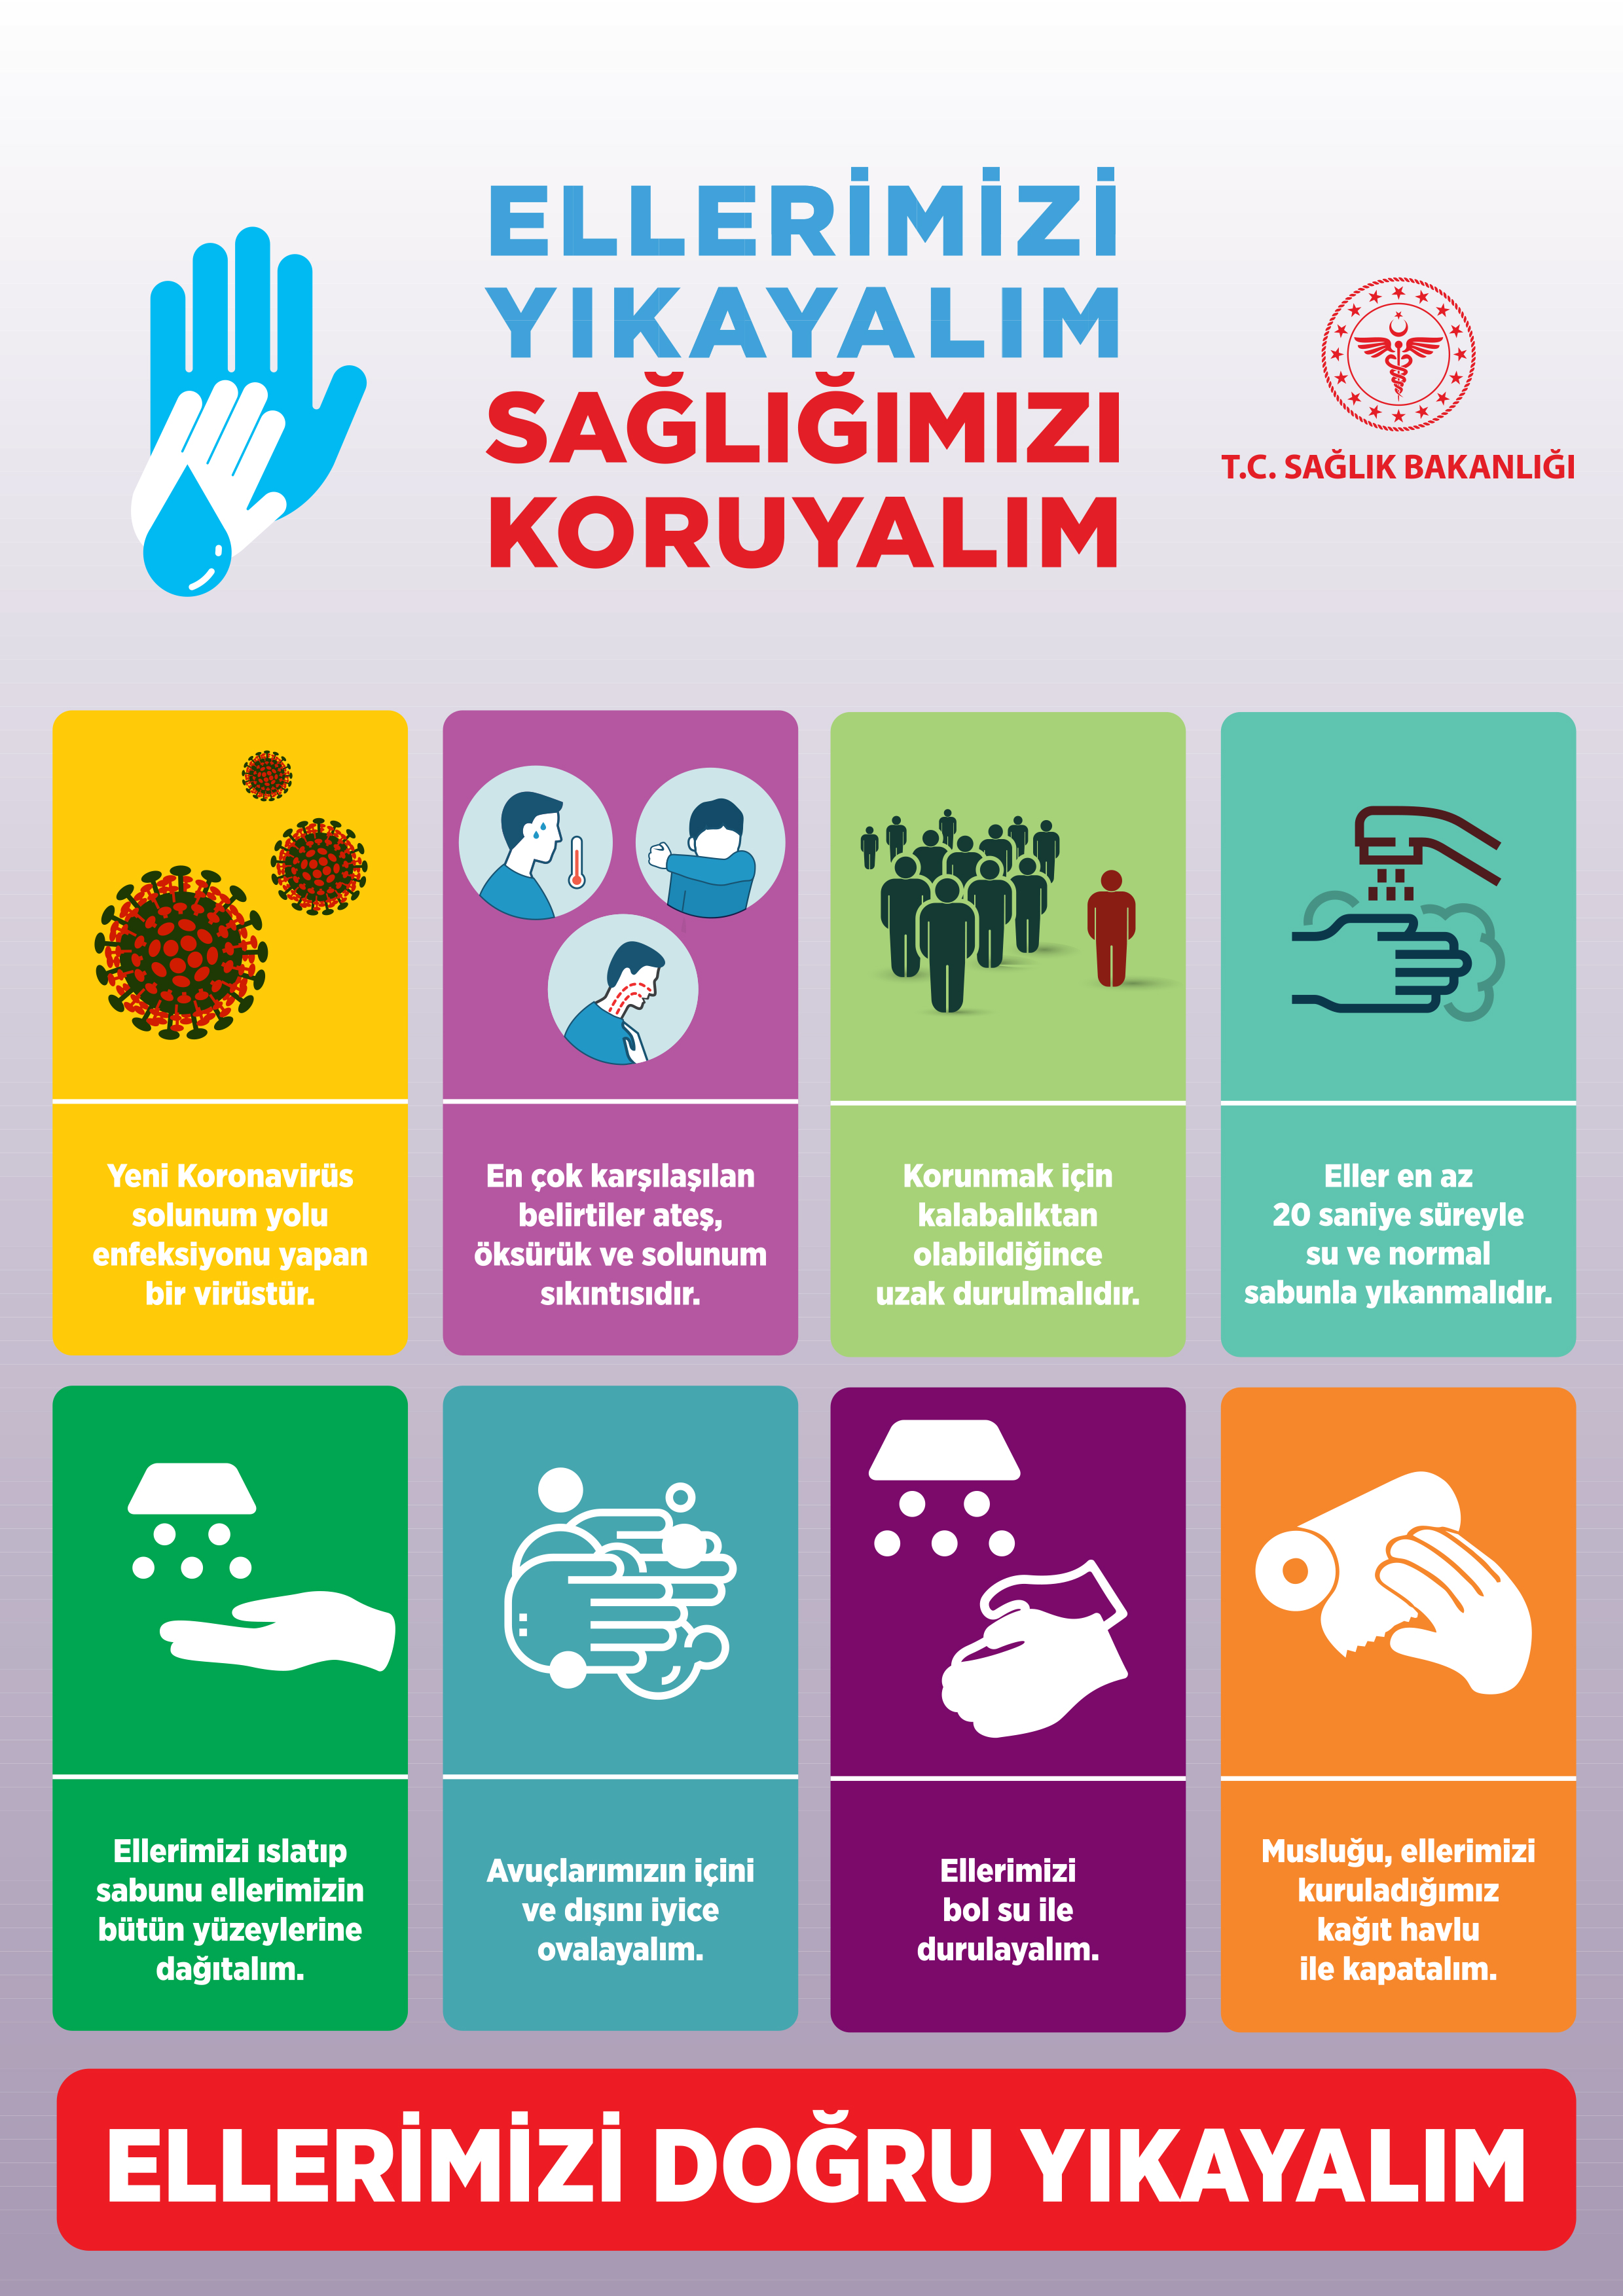 ELLERİMİZİ
YIKAYALIM
SAĞLIĞIMIZI
KORUYALIM
T.C. SAĞLIK BAKANLIĞI
Yeni Koronavirüs
solunum yolu
enfeksiyonu yapan
bir virüstür.
En çok karşılaşılan
belirtiler ateş,
öksürük ve solunum
sıkıntısıdır.
Korunmak için
kalabalıktan
olabildiğince
uzak durulmalıdır.
Eller en az
20 saniye süreyle
su ve normal
sabunla yıkanmalıdır.
Ellerimizi ıslatıp
sabunu ellerimizin
bütün yüzeylerine
dağıtalım.
Avuçlarımızın içini
ve dışını iyice
ovalayalım.
Ellerimizi
bol su ile
durulayalım.
Musluğu, ellerimizi
kuruladığımız
kağıt havlu
ile kapatalım.
ELLERİMİZİ DOĞRU YIKAYALIM